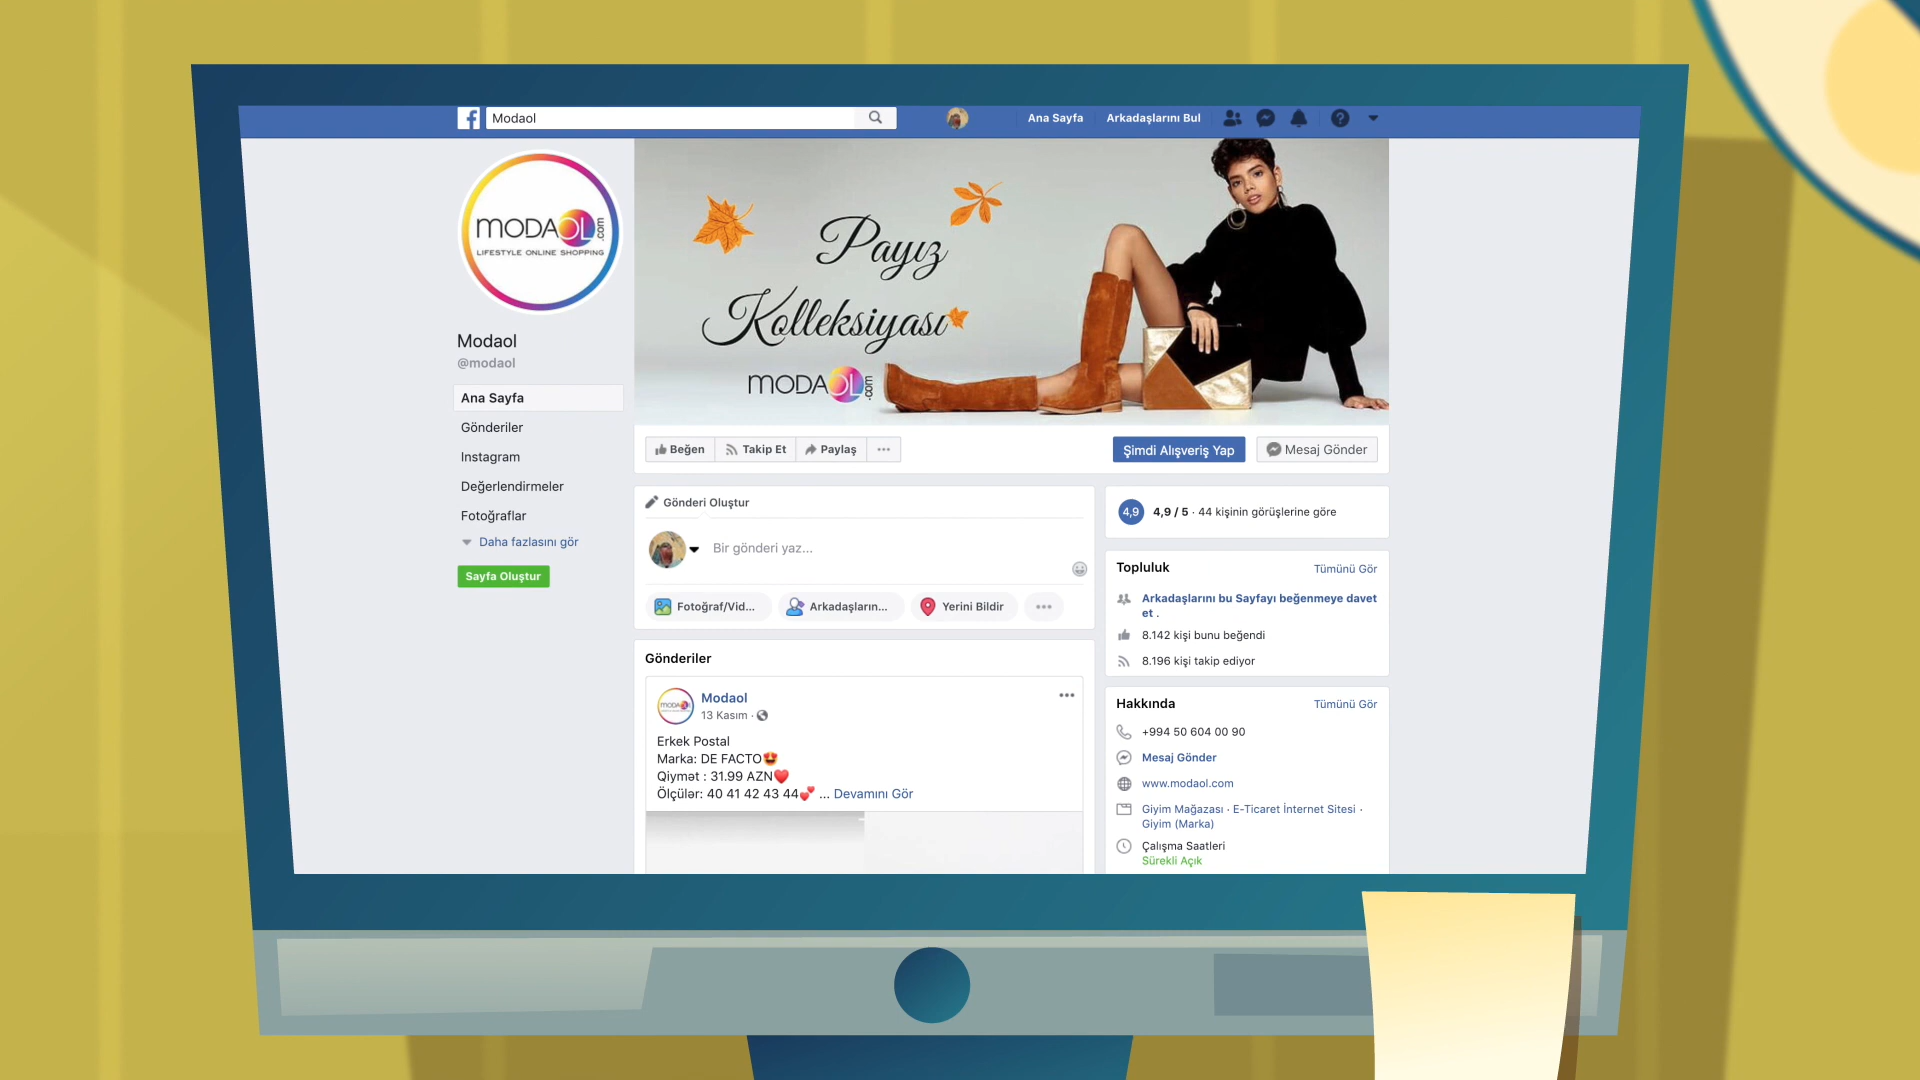 Modaol
Ana Sayfa
Arkadaşlarını Bul
MODAOL.com
LIFESTYLE ONLINE SHOPPING
Modaol
@modaol
Ana Sayfa
Gönderiler
Instagram
Değerlendirmeler
Fotoğraflar
Daha fazlasını gör
Sayfa Oluştur
Payız
Kolleksiyası
MODAOL.com
Beğen
Takip Et
Paylaş
Şimdi Alışveriş Yap
Mesaj Gönder
Gönderi Oluştur
Bir gönderi yaz...
Fotoğraf/Vid...
Arkadaşların...
Yerini Bildir
Gönderiler
MODAOL
Modaol
13 Kasım ·
Erkek Postal
Marka: DE FACTO😍
Qiymət : 31.99 AZN❤️
Ölçülər: 40 41 42 43 44💕 ... Devamını Gör
4,9
4,9 / 5 · 44 kişinin görüşlerine göre
Topluluk
Tümünü Gör
Arkadaşlarını bu Sayfayı beğenmeye davet
et .
8.142 kişi bunu beğendi
8.196 kişi takip ediyor
Hakkında
Tümünü Gör
+994 50 604 00 90
Mesaj Gönder
www.modaol.com
Giyim Mağazası · E-Ticaret İnternet Sitesi ·
Giyim (Marka)
Çalışma Saatleri
Sürekli Açık